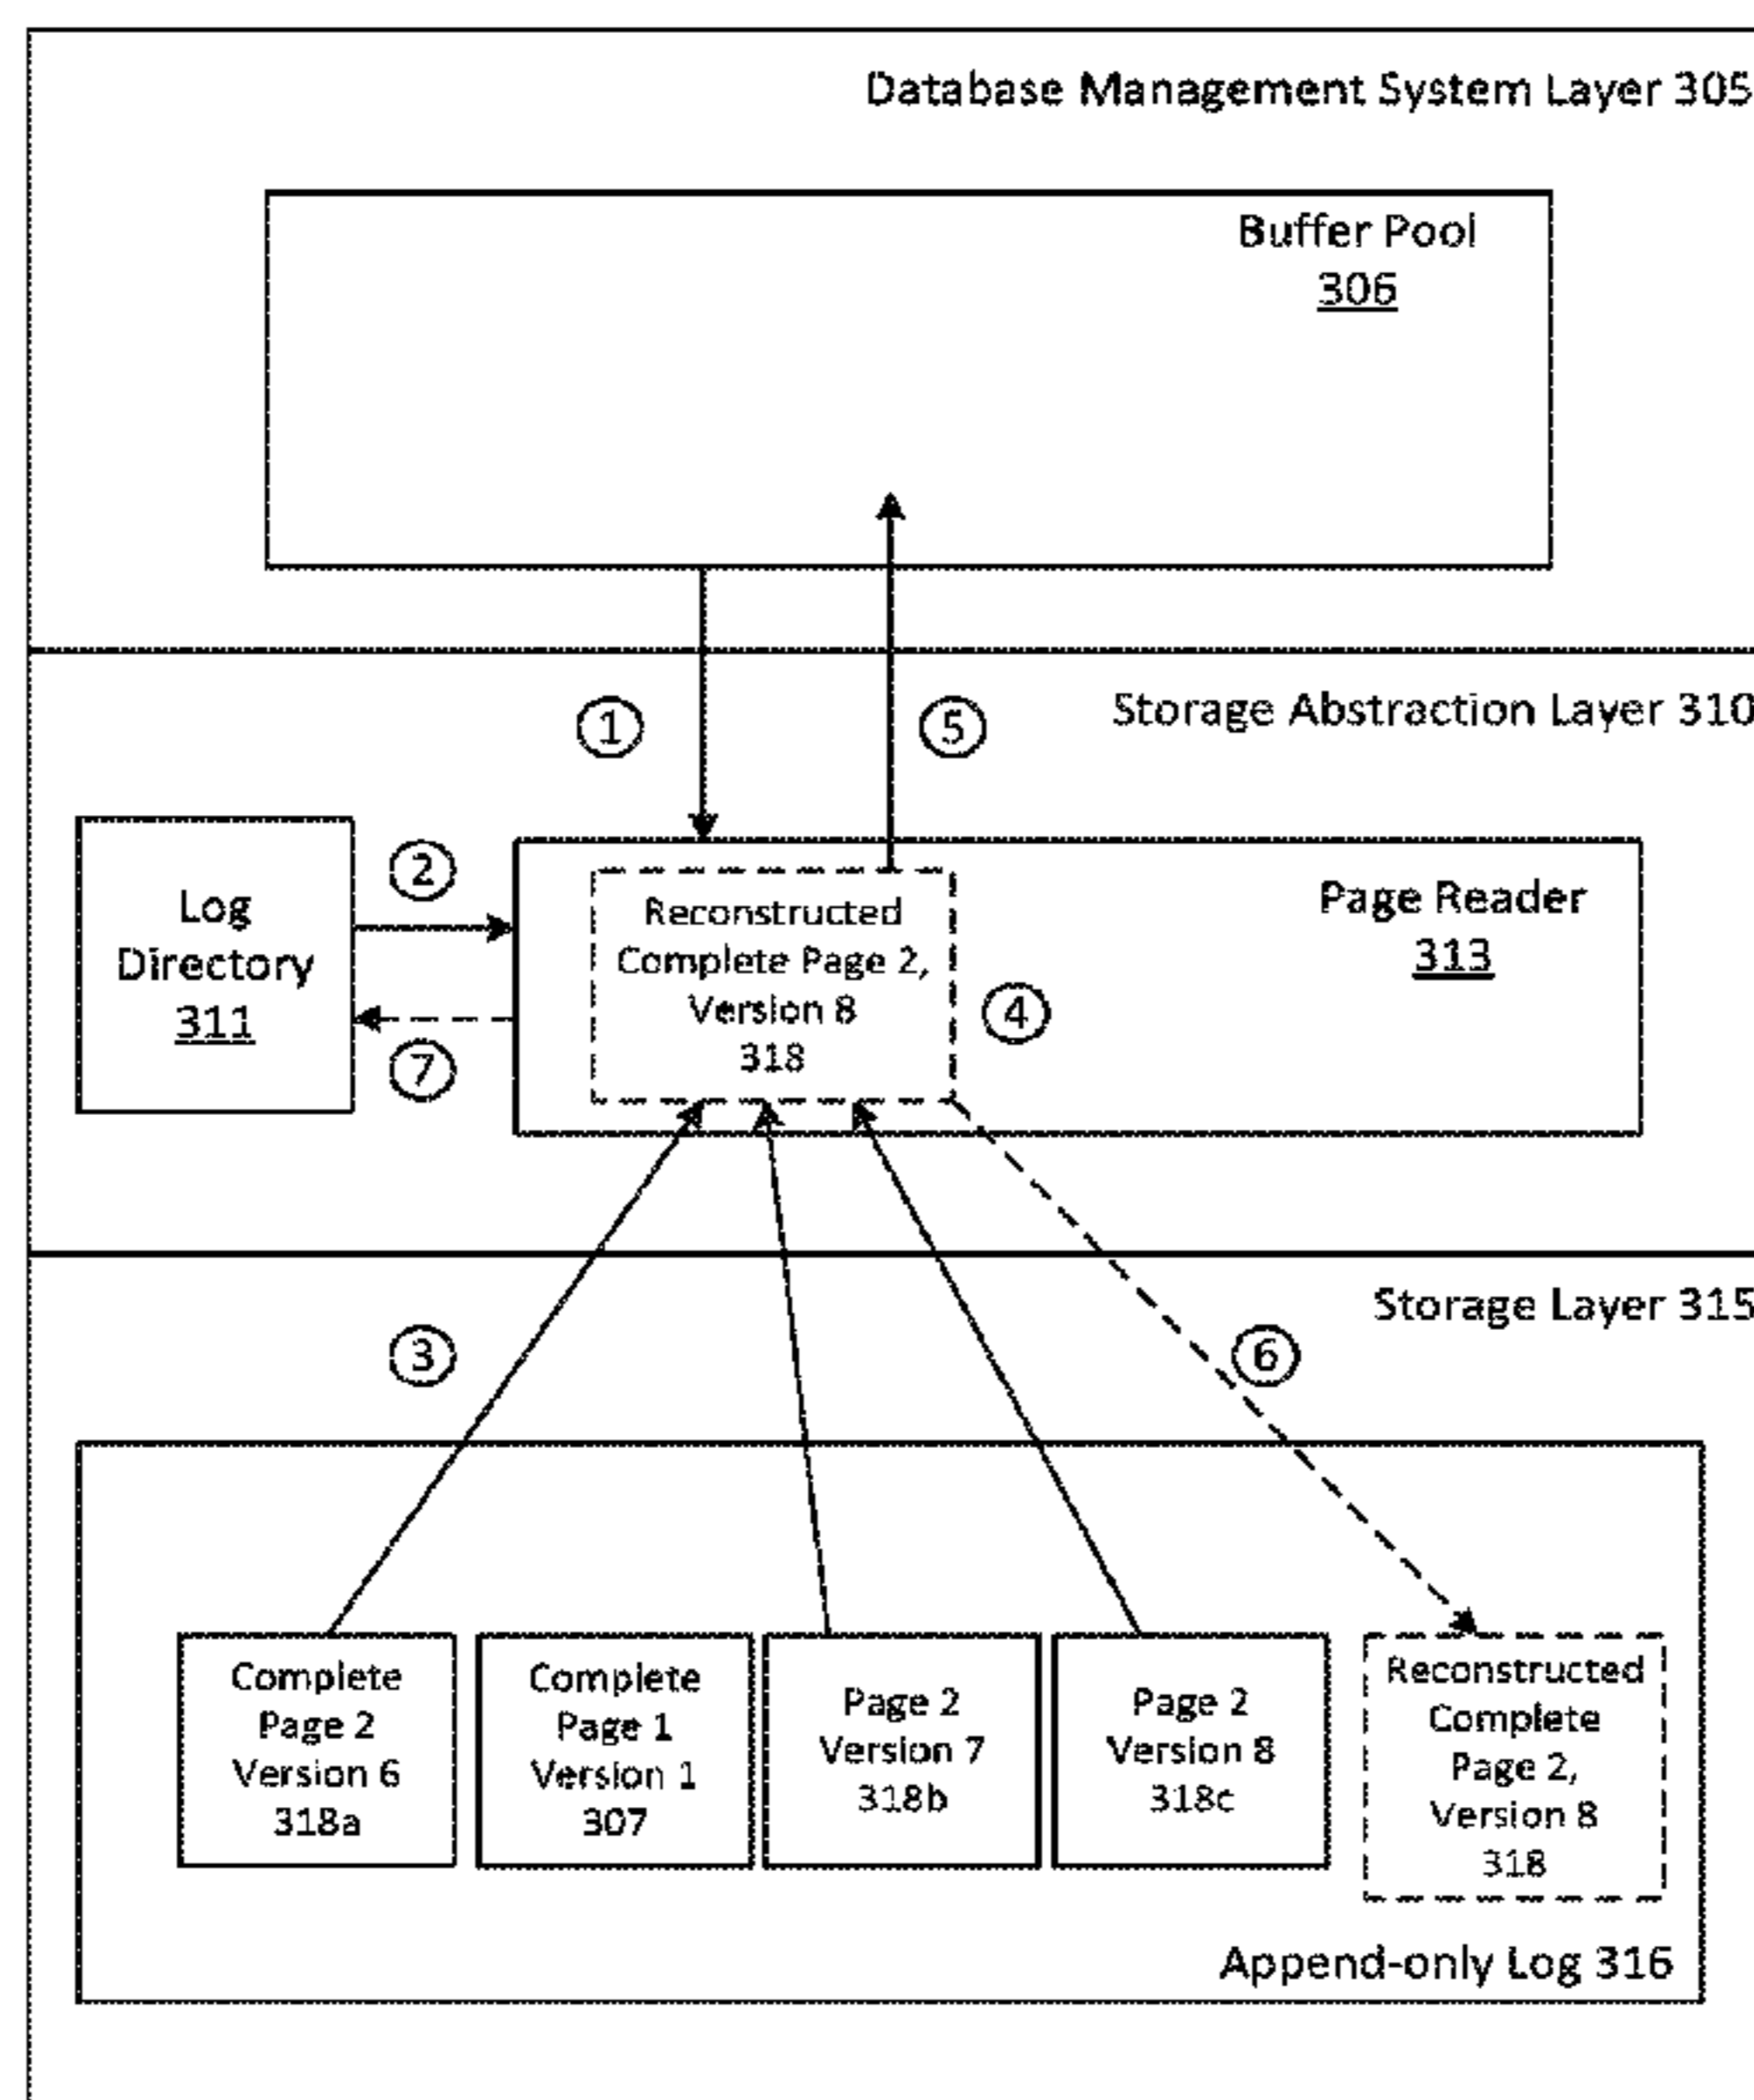 Database Management System Layer 305
Buffer Pool
306
1
5
Storage Abstraction Layer 310
Log
Directory
311
2
7
Reconstructed
Complete Page 2,
Version 8
318
4
Page Reader
313
Storage Layer 315
3
6
Complete
Page 2
Version 6
318a
Complete
Page 1
Version 1
307
Page 2
Version 7
318b
Page 2
Version 8
318c
Reconstructed
Complete
Page 2,
Version 8
318
Append-only Log 316